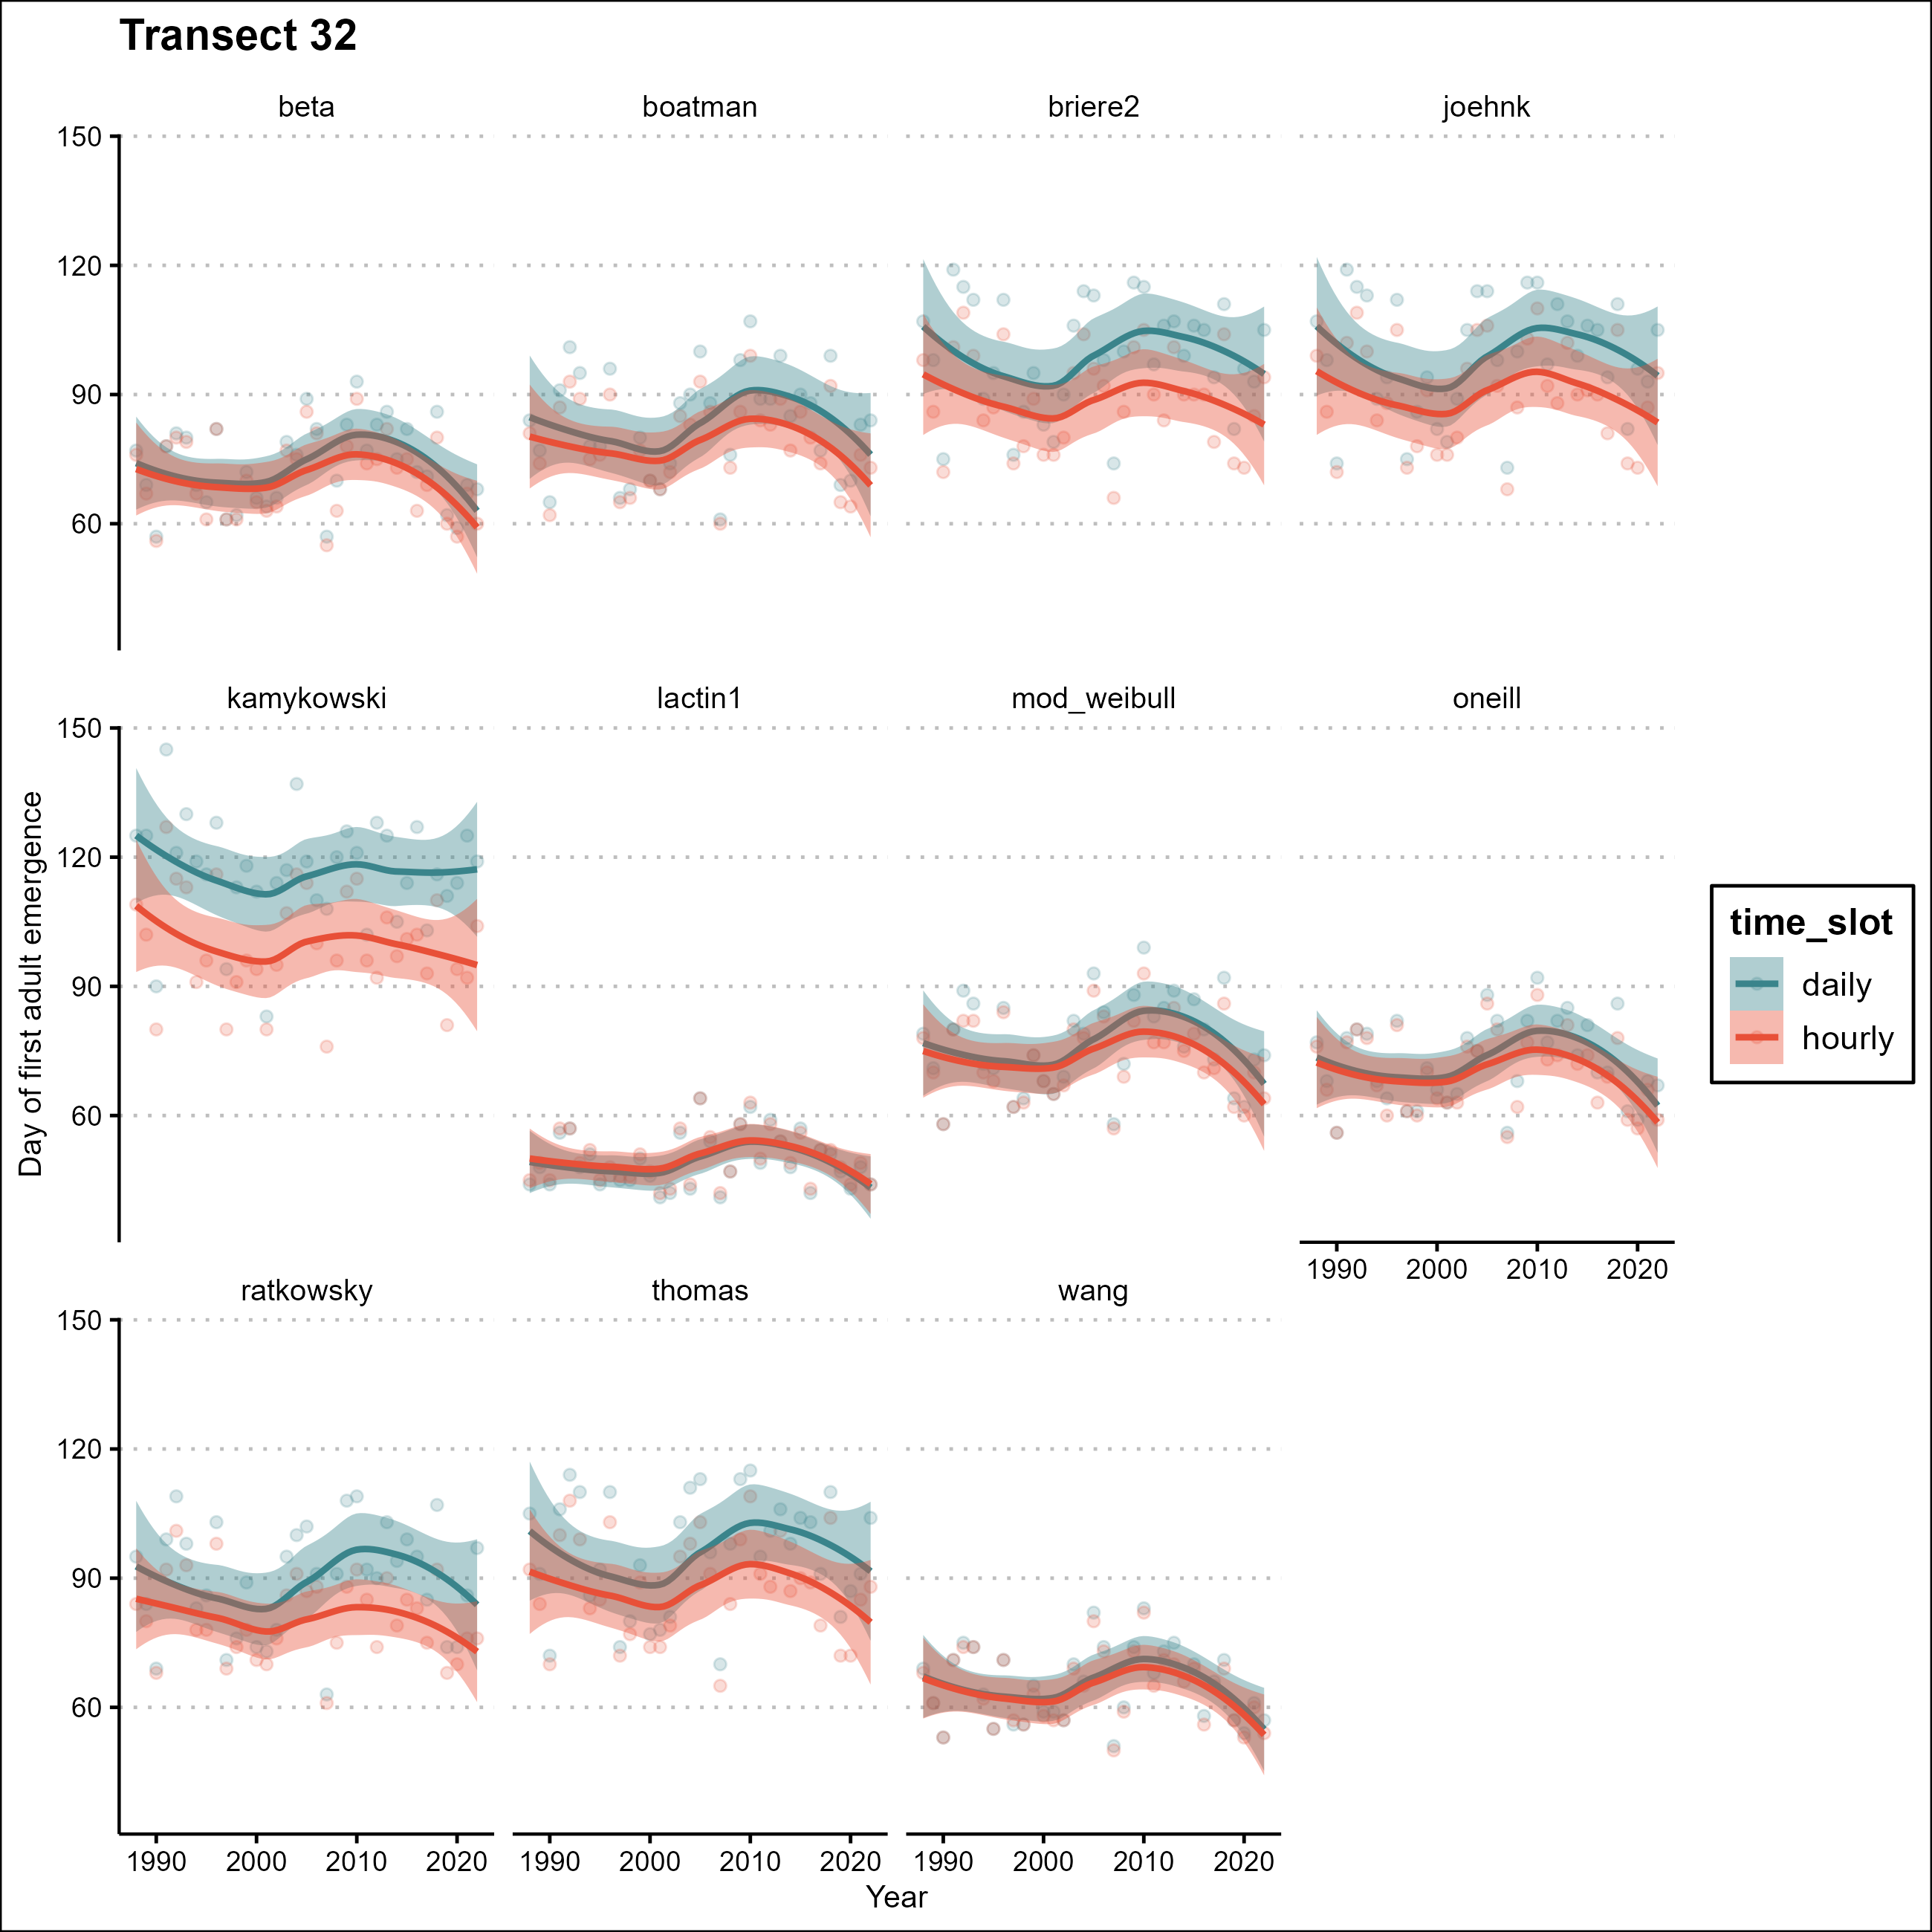 Transect 32
beta boatman briere2 joehnk
150
120
90
60
kamykowski lactin1 mod_weibull oneill
150
120
90
60
1990 2000 2010 2020
ratkowsky thomas wang
150
120
90
60
1990 2000 2010 2020 1990 2000 2010 2020 1990 2000 2010 2020
Year
Day of first adult emergence
time_slot
daily
hourly